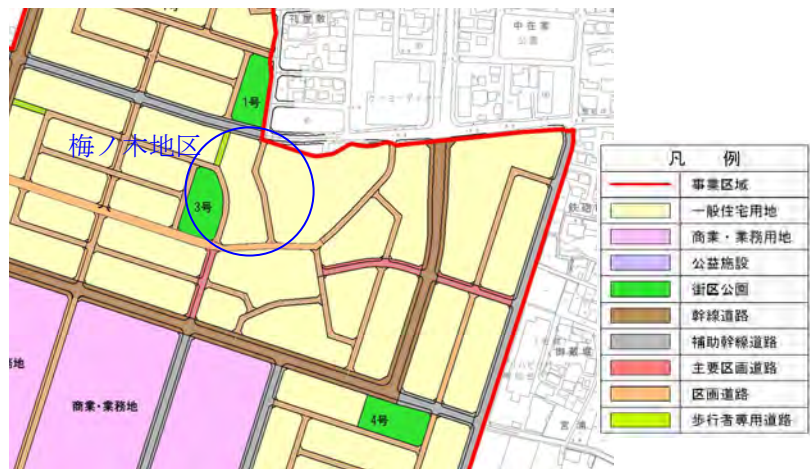 中在家
公園
1号
梅ノ木地区
3号
商業・業務地
4号
凡 例
事業区域
一般住宅用地
商業・業務用地
公益施設
街区公園
幹線道路
補助幹線道路
主要区画道路
区画道路
歩行者専用道路